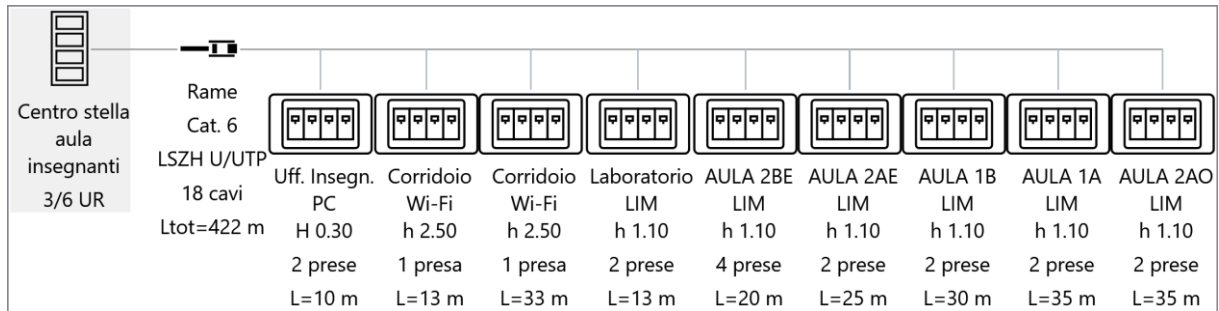 Centro stella
aula
insegnanti
3/6 UR
Rame
Cat. 6
LSZH U/UTP
18 cavi
Ltot=422 m
Uff. Insegn.
PC
H 0.30
2 prese
L=10 m
Corridoio
Wi-Fi
h 2.50
1 presa
L=13 m
Corridoio
Wi-Fi
h 2.50
1 presa
L=33 m
Laboratorio
LIM
h 1.10
2 prese
L=13 m
AULA 2BE
LIM
h 1.10
4 prese
L=20 m
AULA 2AE
LIM
h 1.10
2 prese
L=25 m
AULA 1B
LIM
h 1.10
2 prese
L=30 m
AULA 1A
LIM
h 1.10
2 prese
L=35 m
AULA 2AO
LIM
h 1.10
2 prese
L=35 m